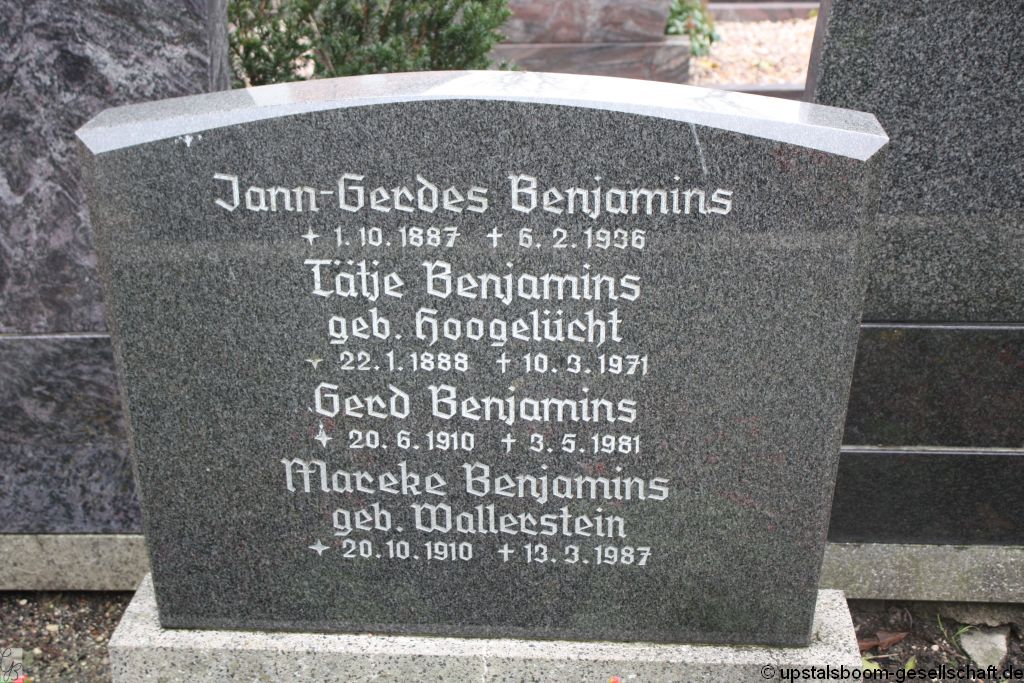 Jann-Gerdes Benjamins
1.10.1887 † 6.2.1936
Tätje Benjamins
geb. Hoogelücht
22.1.1888 † 10.3.1971
Gerd Benjamins
20.6.1910 † 3.5.1981
Mareke Benjamins
geb. Wallerstein
20.10.1910 † 13.3.1987
© upstalsboom-gesellschaft.de